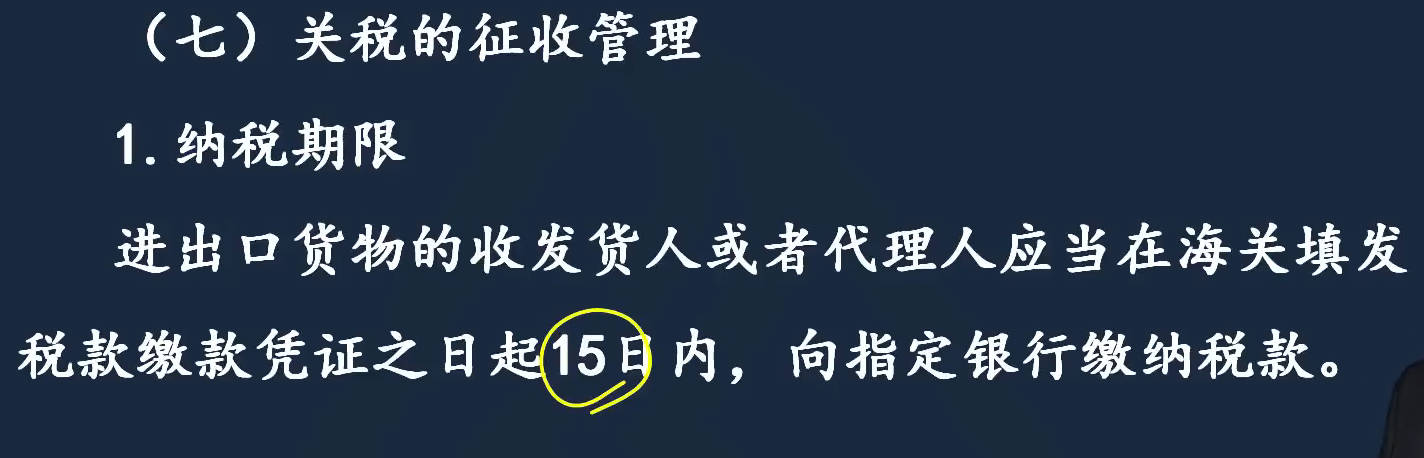 （七）关税的征收管理
1.纳税期限
进出口货物的收发货人或者代理人应当在海关填发
税款缴款凭证之日起15日内，向指定银行缴纳税款。